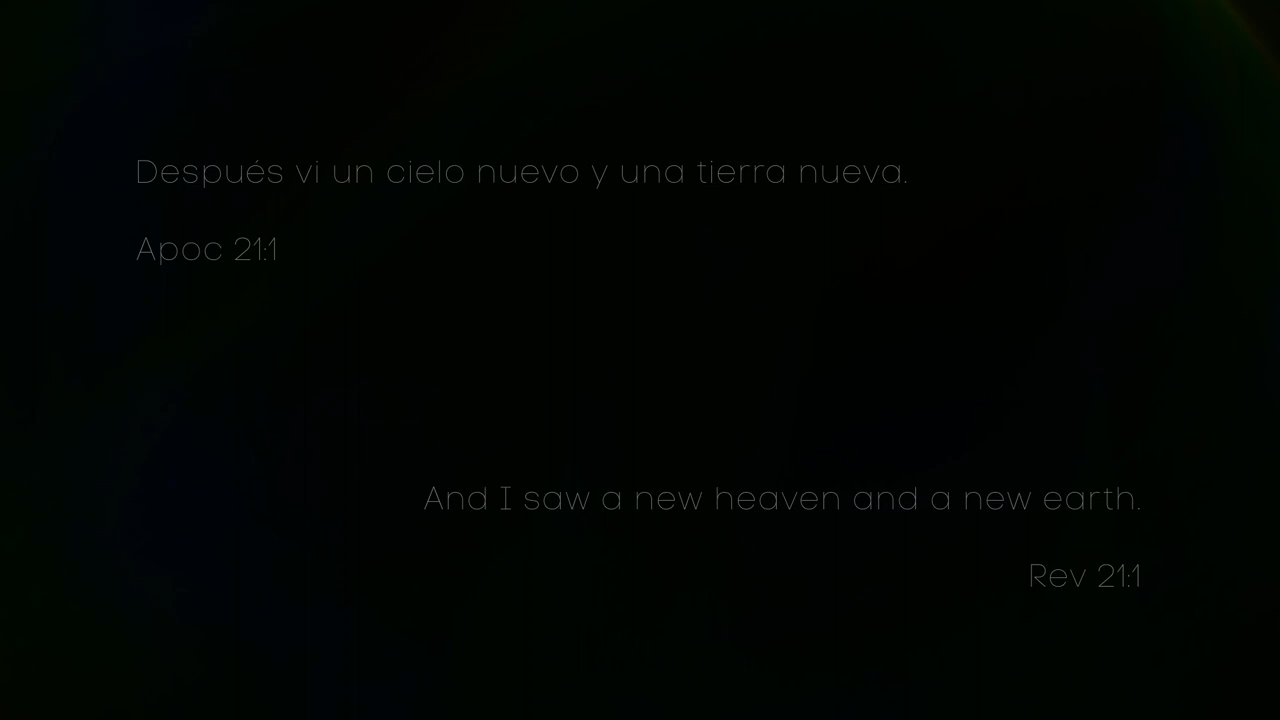 Después vi un cielo nuevo y una tierra nueva.
Apoc 21:1
And I saw a new heaven and a new earth.
Rev 21:1